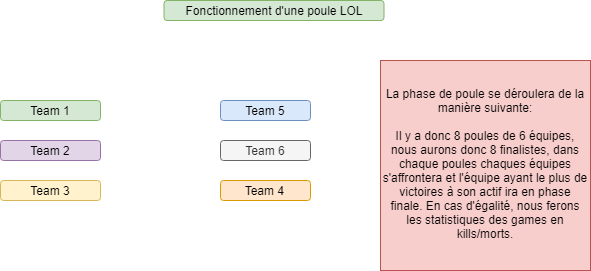 Fonctionnement d'une poule LOL
Team 1
Team 5
Team 2
Team 6
Team 3
Team 4
La phase de poule se déroulera de la
manière suivante:
Il y a donc 8 poules de 6 équipes,
nous aurons donc 8 finalistes, dans
chaque poules chaques équipes
s'affrontera et l'équipe ayant le plus de
victoires à son actif ira en phase
finale. En cas d'égalité, nous ferons
les statistiques des games en
kills/morts.